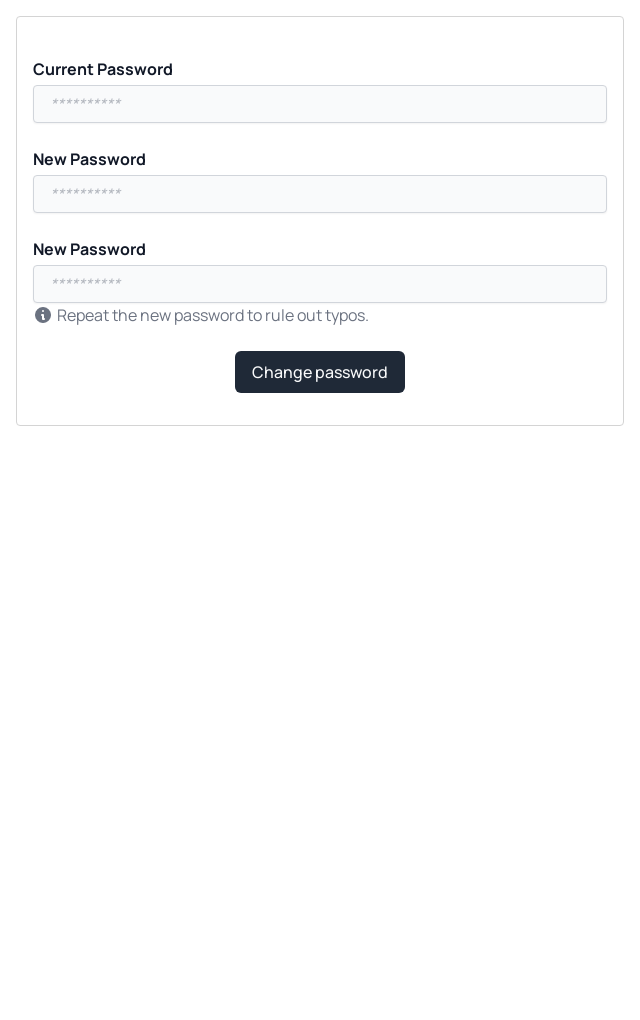 Current Password
**********
New Password
**********
New Password
**********
Repeat the new password to rule out typos.
Change password